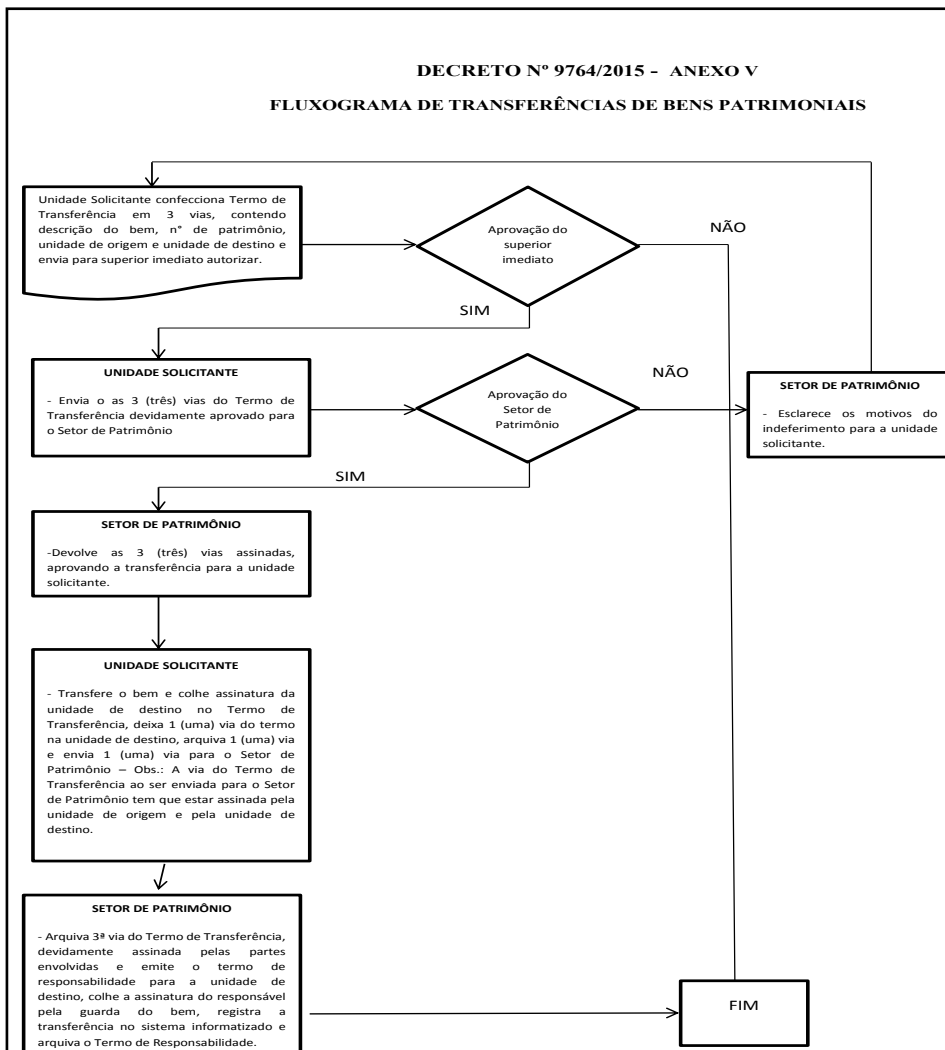 DECRETO Nº 9764/2015 - ANEXO V
FLUXOGRAMA DE TRANSFERÊNCIAS DE BENS PATRIMONIAIS
Unidade Solicitante confecciona Termo de
Transferência em 3 vias, contendo
descrição do bem, n° de patrimônio,
unidade de origem e unidade de destino e
envia para superior imediato autorizar.
Aprovação do
superior
imediato
NÃO
SIM
UNIDADE SOLICITANTE
- Envia o as 3 (três) vias do Termo de
Transferência devidamente aprovado para
o Setor de Patrimônio
Aprovação do
Setor de
Patrimônio
NÃO
SETOR DE PATRIMÔNIO
- Esclarece os motivos do
indeferimento para a unidade
solicitante.
SIM
SETOR DE PATRIMÔNIO
-Devolve as 3 (três) vias assinadas,
aprovando a transferência para a unidade
solicitante.
UNIDADE SOLICITANTE
- Transfere o bem e colhe assinatura da
unidade de destino no Termo de
Transferência, deixa 1 (uma) via do termo
na unidade de destino, arquiva 1 (uma) via
e envia 1 (uma) via para o Setor de
Patrimônio – Obs.: A via do Termo de
Transferência ao ser enviada para o Setor
de Patrimônio tem que estar assinada pela
unidade de origem e pela unidade de
destino.
SETOR DE PATRIMÔNIO
- Arquiva 3ª via do Termo de Transferência,
devidamente assinada pelas partes
envolvidas e emite o termo de
responsabilidade para a unidade de
destino, colhe a assinatura do responsável
pela guarda do bem, registra a
transferência no sistema informatizado e
arquiva o Termo de Responsabilidade.
FIM